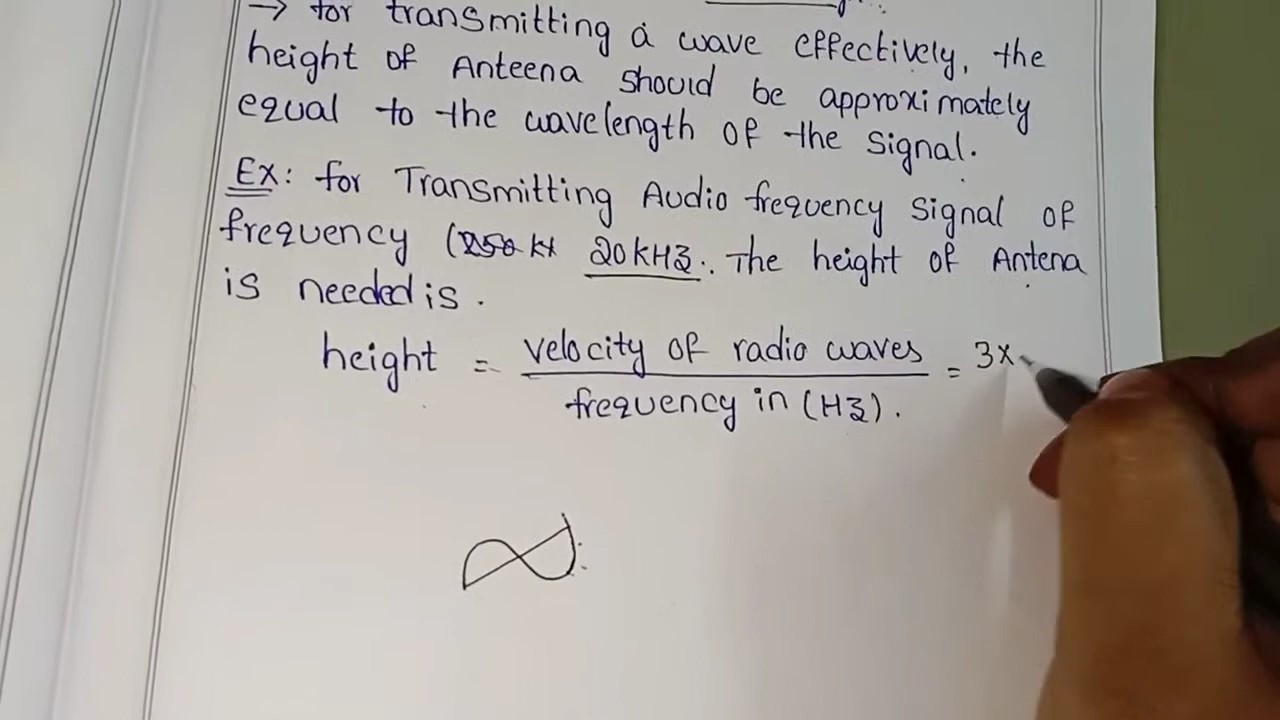 → for transmitting a wave effectively, the
height of Anteena should be approximately
equal to the wavelength of the signal.
Ex: for Transmitting Audio frequency signal of
frequency (250 k 20KHz. The height of Antena
is needed is.
height = velocity of radio waves = 3x
frequency in (Hz).